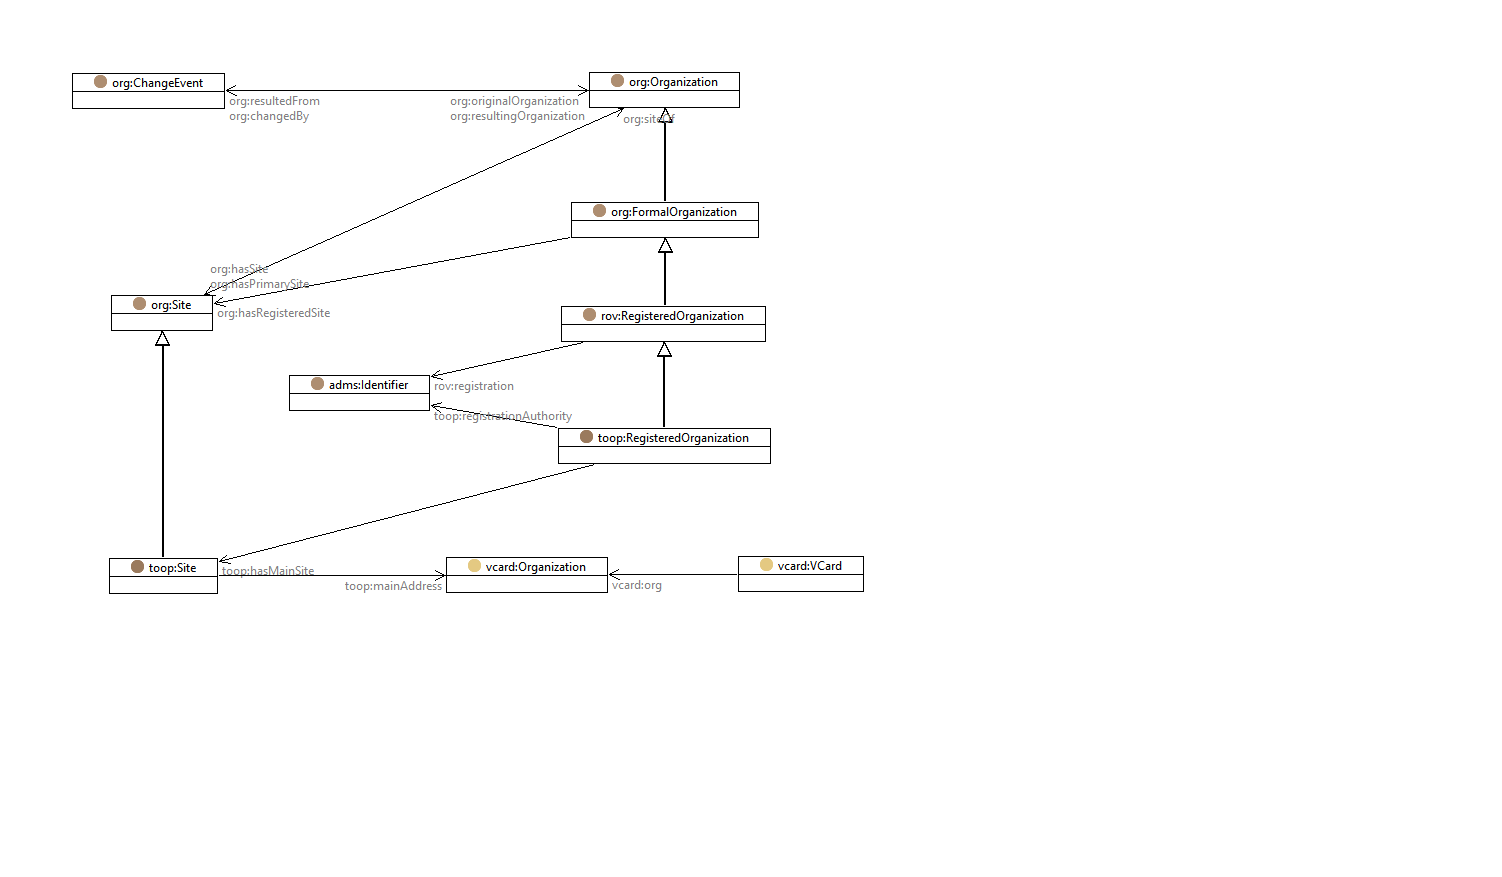 org:ChangeEvent
org:Organization
org:resultedFrom
org:changedBy
org:originalOrganization
org:resultingOrganization
org:siteOf
org:FormalOrganization
org:hasSite
org:hasPrimarySite
org:Site
org:hasRegisteredSite
rov:RegisteredOrganization
adms:Identifier
rov:registration
toop:registrationAuthority
toop:RegisteredOrganization
toop:Site
toop:hasMainSite
toop:mainAddress
vcard:Organization
vcard:org
vcard:VCard